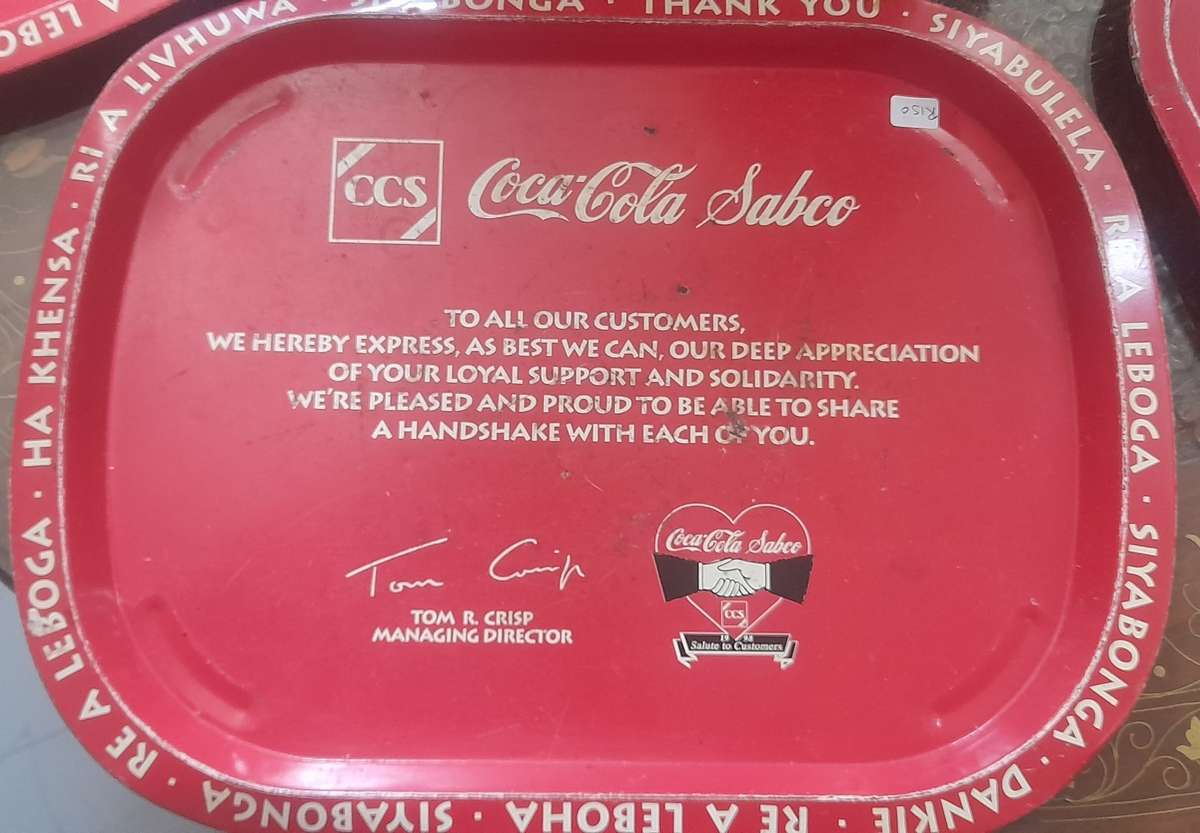 RI A LIVHUWA · SIYABONGA · THANK YOU · SIYABULELA · RE A LEBOGA · SIYABONGA · DANKIE · RE A LEBOHA · SIYABONGA · RE A LEBOGA · HA KHENSA ·
A LEBO
R150
CCS Coca-Cola Sabco
TO ALL OUR CUSTOMERS,
WE HEREBY EXPRESS, AS BEST WE CAN, OUR DEEP APPRECIATION
OF YOUR LOYAL SUPPORT AND SOLIDARITY.
WE'RE PLEASED AND PROUD TO BE ABLE TO SHARE
A HANDSHAKE WITH EACH OF YOU.
Tom Crisp
TOM R. CRISP
MANAGING DIRECTOR
Coca-Cola Sabco
CCS
1998
Salute to Customers